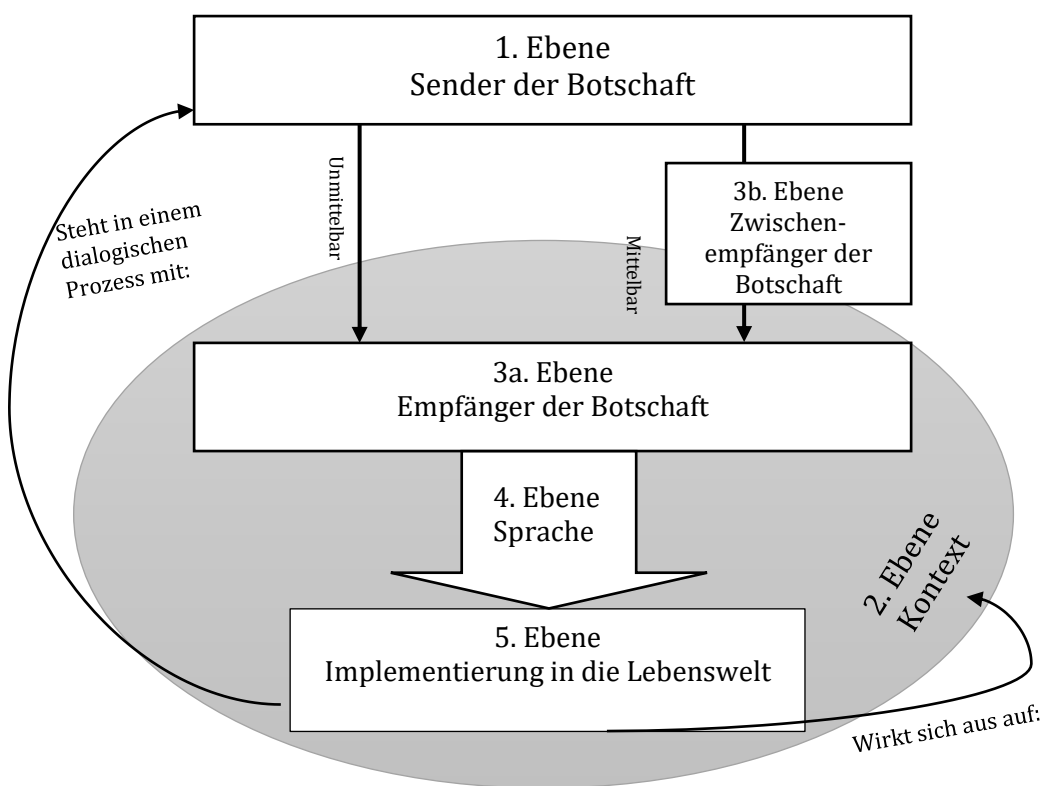 1. Ebene
Sender der Botschaft
Unmittelbar
Mittelbar
3b. Ebene
Zwischen-
empfänger der
Botschaft
Steht in einem
dialogischen
Prozess mit:
3a. Ebene
Empfänger der Botschaft
4. Ebene
Sprache
2. Ebene
Kontext
5. Ebene
Implementierung in die Lebenswelt
Wirkt sich aus auf: